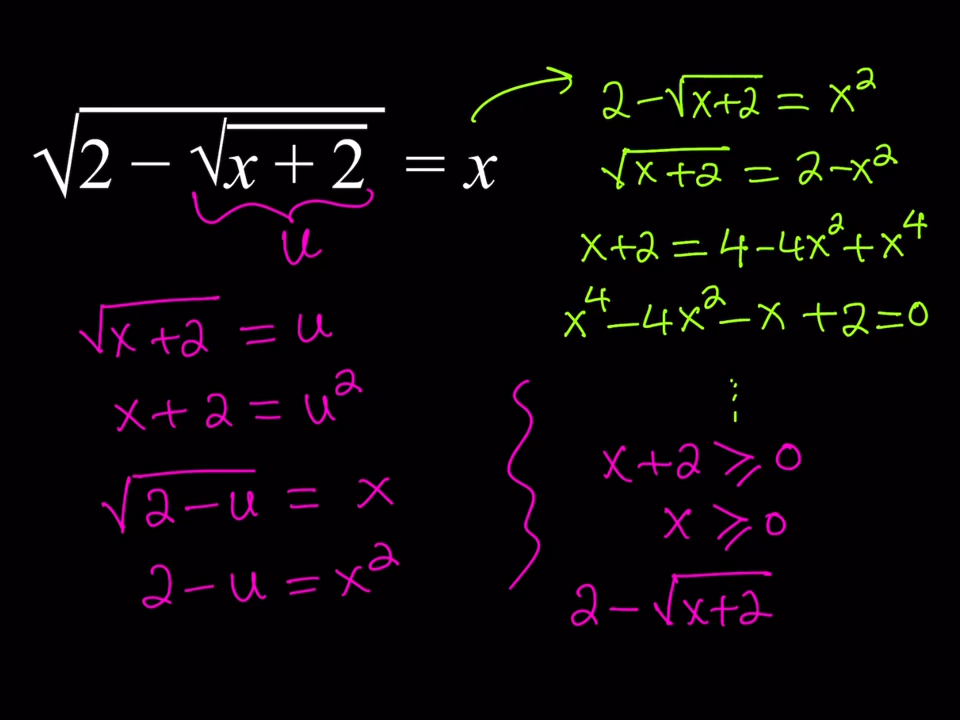 √(2 − √(x + 2)) = x
u
√(x+2) = u
x+2 = u²
√(2−u) = x
2−u = x²
2−√(x+2) = x²
√(x+2) = 2−x²
x+2 = 4−4x²+x⁴
x⁴−4x²−x+2=0
⋮
x+2 ⩾ 0
x ⩾ 0
2−√(x+2)